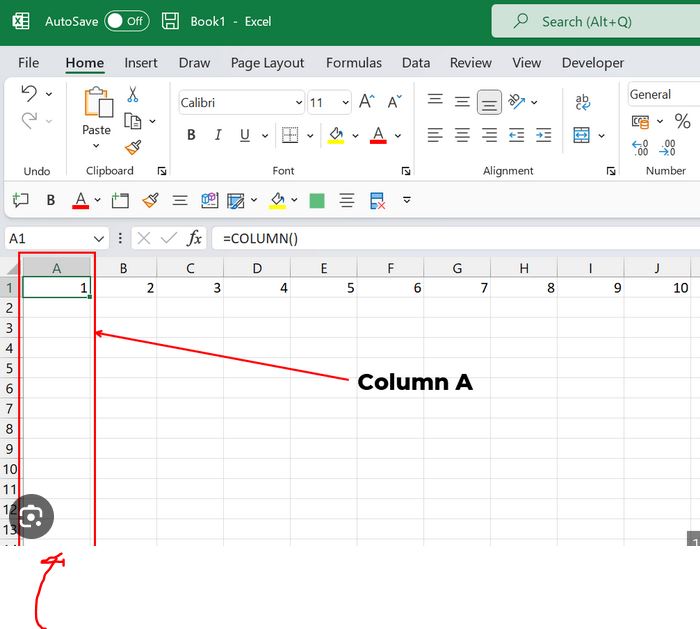 AutoSave Off Book1 - Excel Search (Alt+Q)
File Home Insert Draw Page Layout Formulas Data Review View Developer
Calibri 11 A^ A˅ ab General
Paste B I U A %
Undo Clipboard Font Alignment Number
B A
A1 fx =COLUMN()
A B C D E F G H I J
1 1 2 3 4 5 6 7 8 9 10
2
3
4
5
Column A
6
7
8
9
10
11
12
13